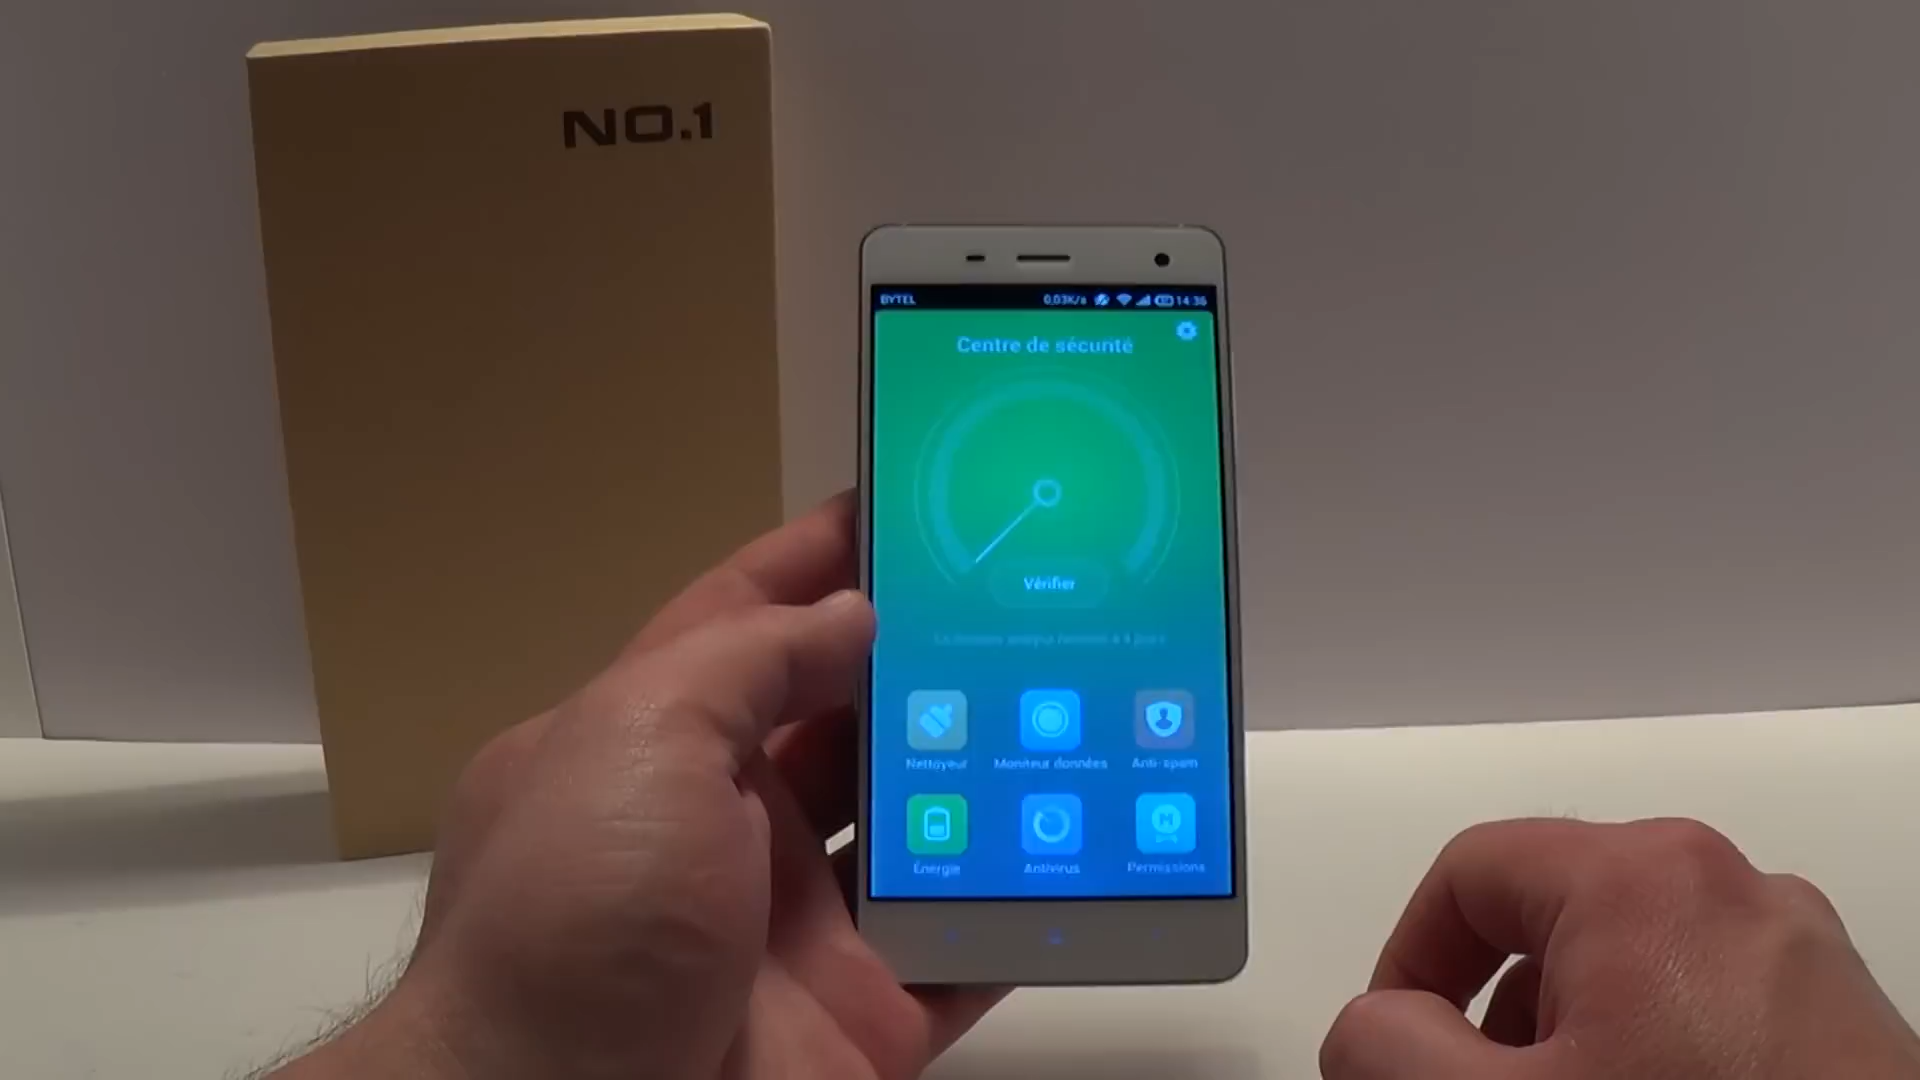 NO.1
BYTEL 0,03K/s 14:36
Centre de sécurité
Vérifier
Nettoyeur Moniteur données Anti-spam
Énergie Antivirus Permissions